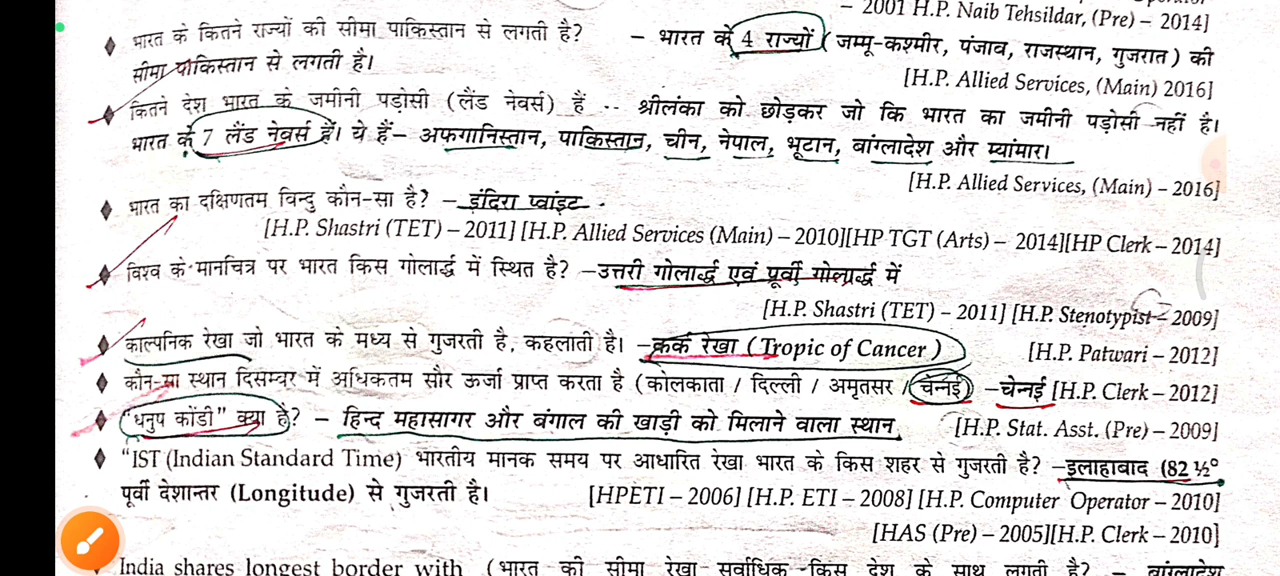 – 2001 H.P. Naib Tehsildar, (Pre) – 2014]
♦ भारत के कितने राज्यों की सीमा पाकिस्तान से लगती है? – भारत के 4 राज्यों (जम्मू-कश्मीर, पंजाव, राजस्थान, गुजरात) की
सीमा पाकिस्तान से लगती है।
[H.P. Allied Services, (Main) 2016]
♦ कितने देश भारत के जमीनी पड़ोसी (लैंड नेवर्स) हैं -- श्रीलंका को छोड़कर जो कि भारत का जमीनी पड़ोसी नहीं है।
भारत के 7 लैंड नेवर्स हैं। ये हैं– अफगानिस्तान, पाकिस्तान, चीन, नेपाल, भूटान, बांग्लादेश और म्यांमार।
[H.P. Allied Services, (Main) – 2016]
♦ भारत का दक्षिणतम विन्दु कौन-सा है? – इंदिरा प्वांइट
[H.P. Shastri (TET) – 2011] [H.P. Allied Services (Main) – 2010][HP TGT (Arts) – 2014][HP Clerk – 2014]
♦ विश्व के मानचित्र पर भारत किस गोलार्द्ध में स्थित है? –उत्तरी गोलार्द्ध एवं पूर्वी गोलार्द्ध में
[H.P. Shastri (TET) – 2011] [H.P. Stenotypist – 2009]
♦ काल्पनिक रेखा जो भारत के मध्य से गुजरती है, कहलाती है। –कर्क रेखा (Tropic of Cancer) [H.P. Patwari – 2012]
♦ कौन-सा स्थान दिसम्वर में अधिकतम सौर ऊर्जा प्राप्त करता है (कोलकाता / दिल्ली / अमृतसर / चेन्नई) –चेन्नई [H.P. Clerk – 2012]
♦ "धनुप कोंडी" क्या है? – हिन्द महासागर और बंगाल की खाड़ी को मिलाने वाला स्थान [H.P. Stat. Asst. (Pre) – 2009]
♦ "IST (Indian Standard Time) भारतीय मानक समय पर आधारित रेखा भारत के किस शहर से गुजरती है? –इलाहाबाद (82 ½°
पूर्वी देशान्तर (Longitude) से गुजरती है। [HPETI – 2006] [H.P. ETI – 2008] [H.P. Computer Operator – 2010]
[HAS (Pre) – 2005][H.P. Clerk – 2010]
♦ India shares longest border with (भारत की सीमा रेखा सर्वाधिक किस देश के साथ लगती है? – बांग्लादेश